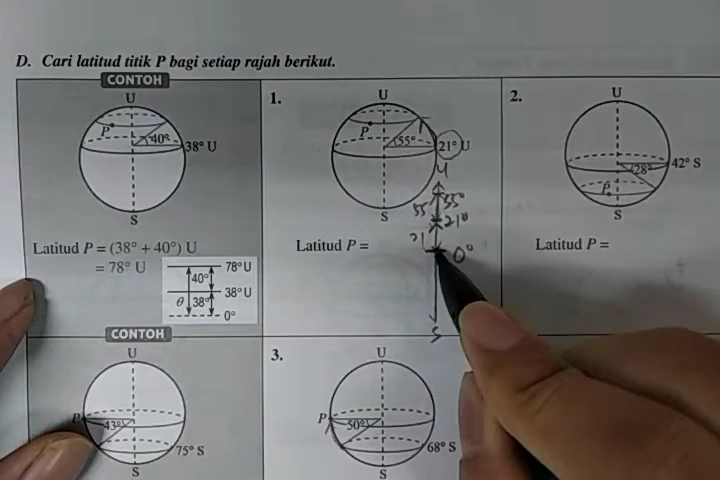 D. Cari latitud titik P bagi setiap rajah berikut.
CONTOH
U
P
40°
38° U
S
Latitud P = (38° + 40°) U
= 78° U
78° U
40°
38° U
θ
38°
0°
1.
U
P
55°
21° U
S
Latitud P =
U
55
55°
21°
21
0°
S
2.
U
28°
42° S
P
S
Latitud P =
CONTOH
U
P
43°
75° S
S
3.
U
P
50°
68° S
S